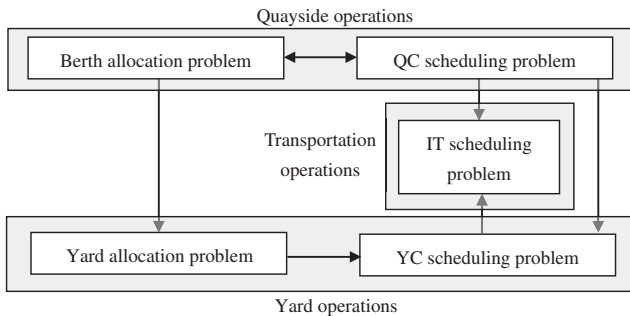 Quayside operations
Berth allocation problem
QC scheduling problem
Transportation
operations
IT scheduling
problem
Yard allocation problem
YC scheduling problem
Yard operations